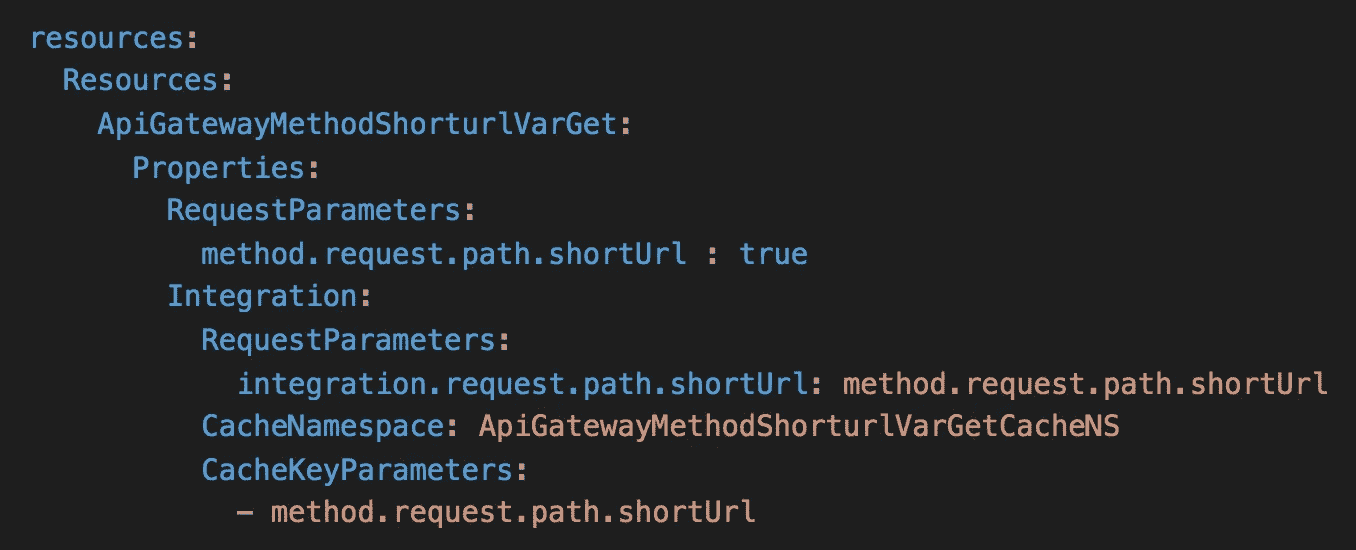 resources:
  Resources:
    ApiGatewayMethodShorturlVarGet:
      Properties:
        RequestParameters:
          method.request.path.shortUrl : true
        Integration:
          RequestParameters:
            integration.request.path.shortUrl: method.request.path.shortUrl
          CacheNamespace: ApiGatewayMethodShorturlVarGetCacheNS
          CacheKeyParameters:
            - method.request.path.shortUrl